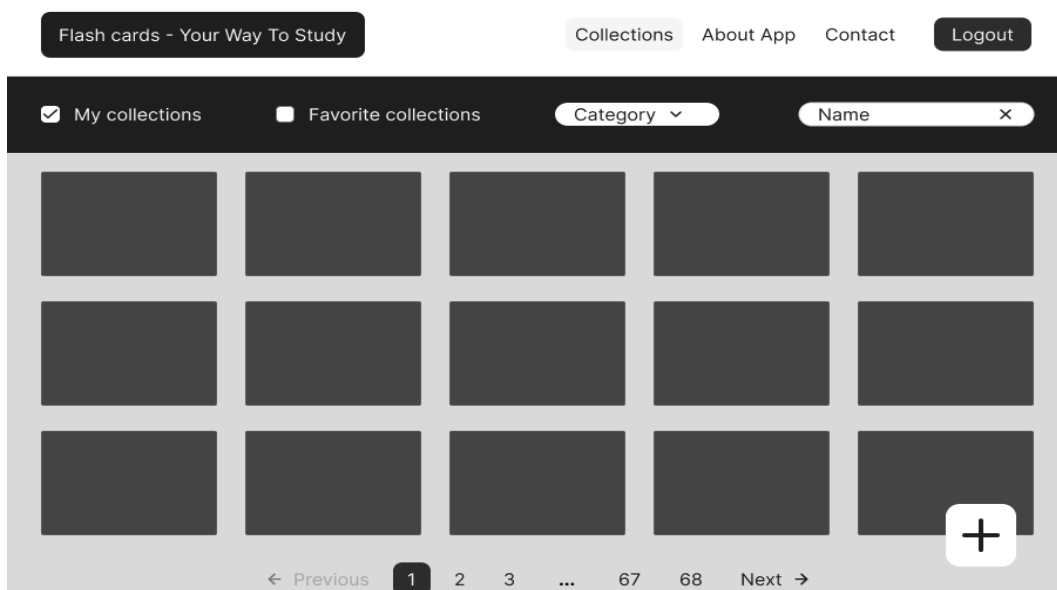 Flash cards - Your Way To Study
Collections
About App
Contact
Logout
My collections
Favorite collections
Category
Name
← Previous 1 2 3 ... 67 68 Next →